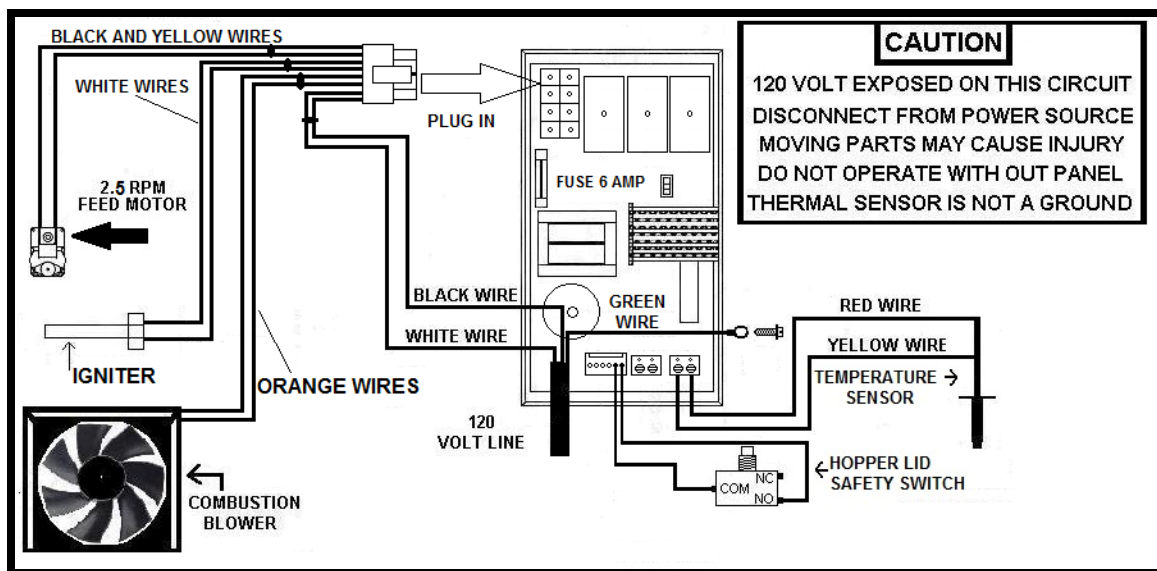 BLACK AND YELLOW WIRES
WHITE WIRES
2.5 RPM
FEED MOTOR
IGNITER
ORANGE WIRES
COMBUSTION
BLOWER
PLUG IN
FUSE 6 AMP
BLACK WIRE
WHITE WIRE
GREEN
WIRE
120
VOLT LINE
CAUTION
120 VOLT EXPOSED ON THIS CIRCUIT
DISCONNECT FROM POWER SOURCE
MOVING PARTS MAY CAUSE INJURY
DO NOT OPERATE WITH OUT PANEL
THERMAL SENSOR IS NOT A GROUND
RED WIRE
YELLOW WIRE
TEMPERATURE
SENSOR
HOPPER LID
SAFETY SWITCH
NC
COM
NO